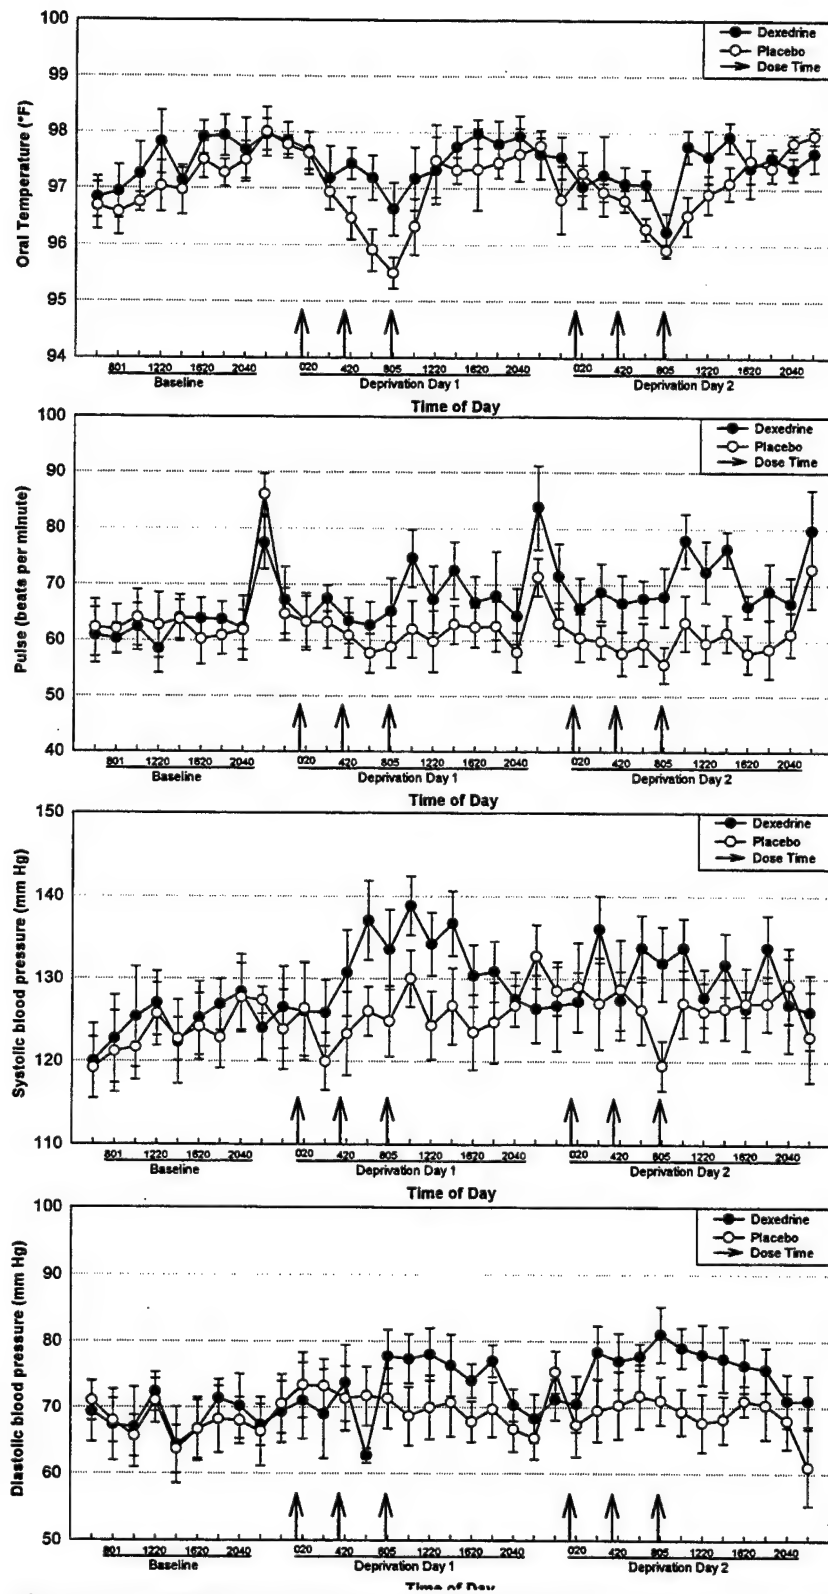 100
99
98
97
96
95
94
Oral Temperature (°F)
Dexedrine
Placebo
Dose Time
801 1220 1620 2040 020 420 805 1220 1620 2040 020 420 805 1220 1620 2040
Baseline Deprivation Day 1 Deprivation Day 2
Time of Day
100
90
80
70
60
50
40
Pulse (beats per minute)
Dexedrine
Placebo
Dose Time
801 1220 1620 2040 020 420 805 1220 1620 2040 020 420 805 1220 1620 2040
Baseline Deprivation Day 1 Deprivation Day 2
Time of Day
150
140
130
120
110
Systolic blood pressure (mm Hg)
Dexedrine
Placebo
Dose Time
801 1220 1620 2040 020 420 805 1220 1620 2040 020 420 805 1220 1620 2040
Baseline Deprivation Day 1 Deprivation Day 2
Time of Day
100
90
80
70
60
50
Diastolic blood pressure (mm Hg)
Dexedrine
Placebo
Dose Time
801 1220 1620 2040 020 420 805 1220 1620 2040 020 420 805 1220 1620 2040
Baseline Deprivation Day 1 Deprivation Day 2
Time of Day